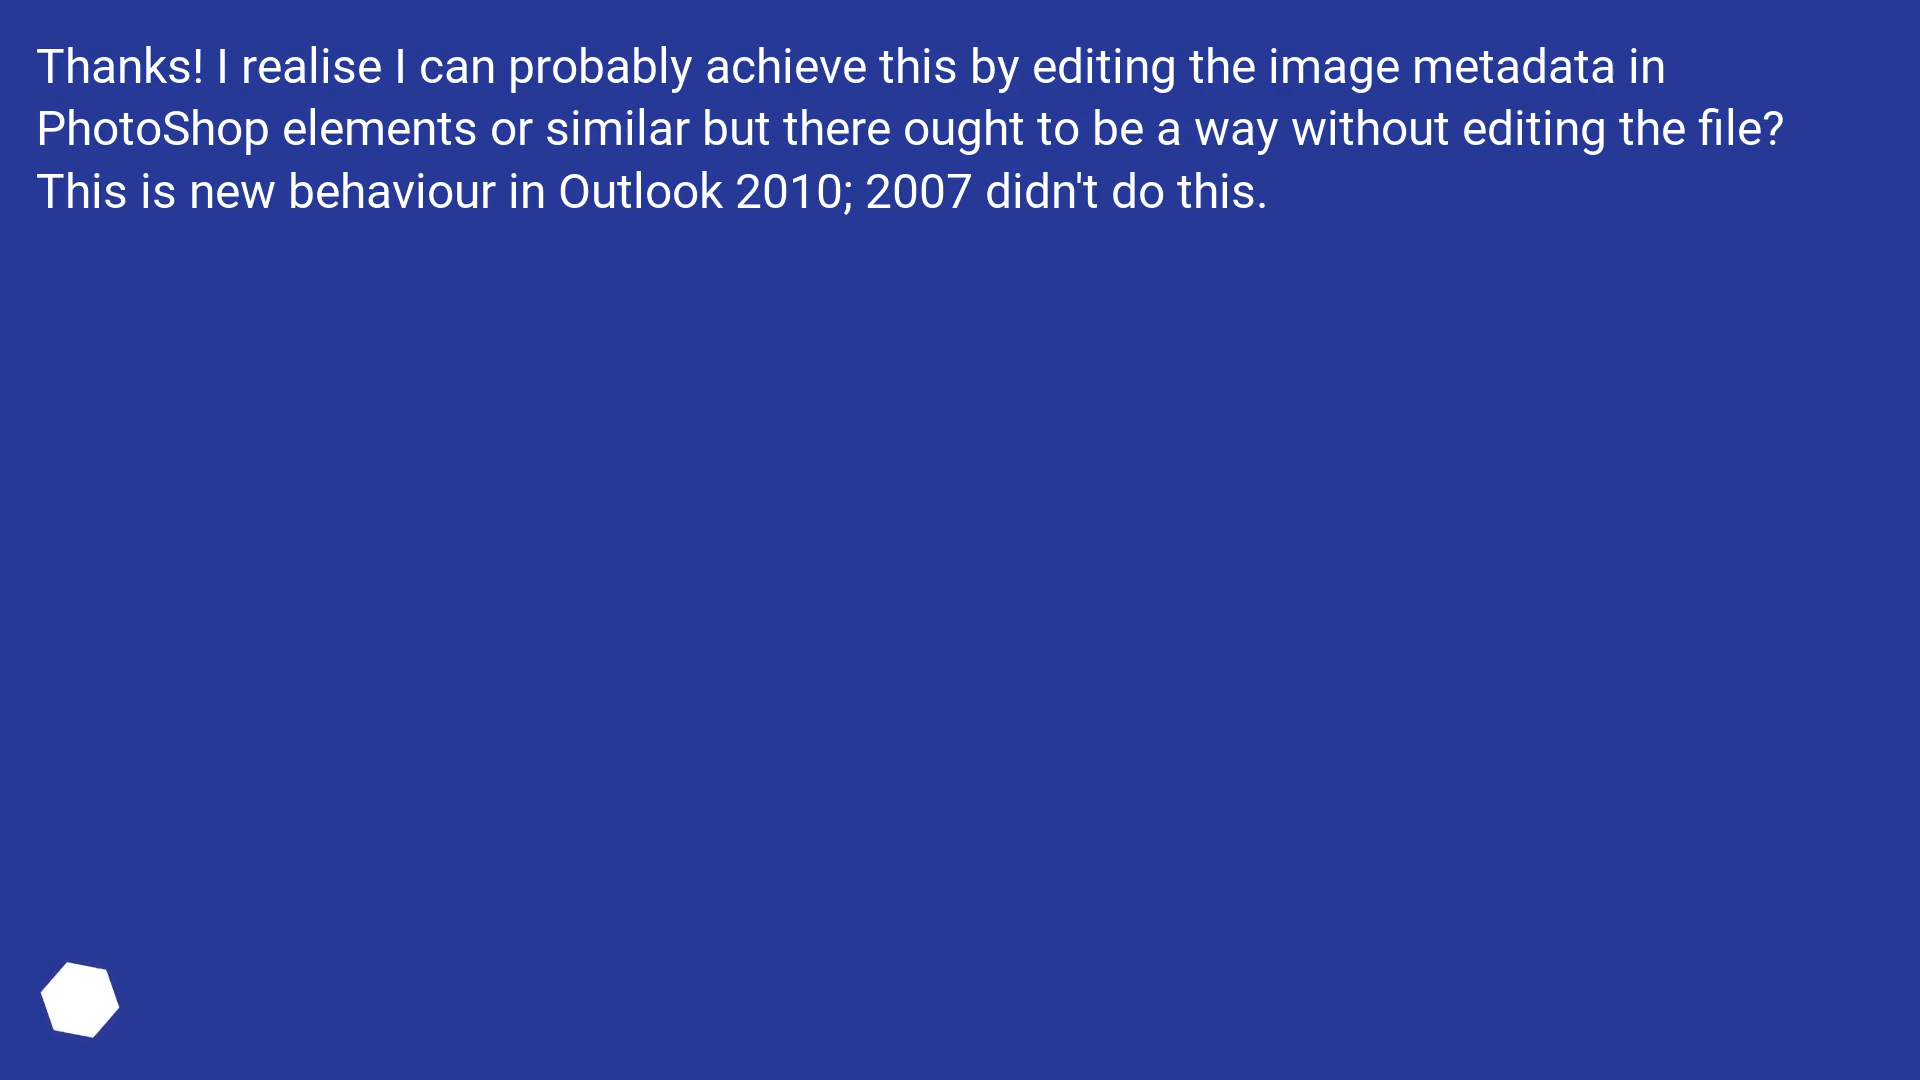 Thanks! I realise I can probably achieve this by editing the image metadata in
PhotoShop elements or similar but there ought to be a way without editing the file?
This is new behaviour in Outlook 2010; 2007 didn't do this.